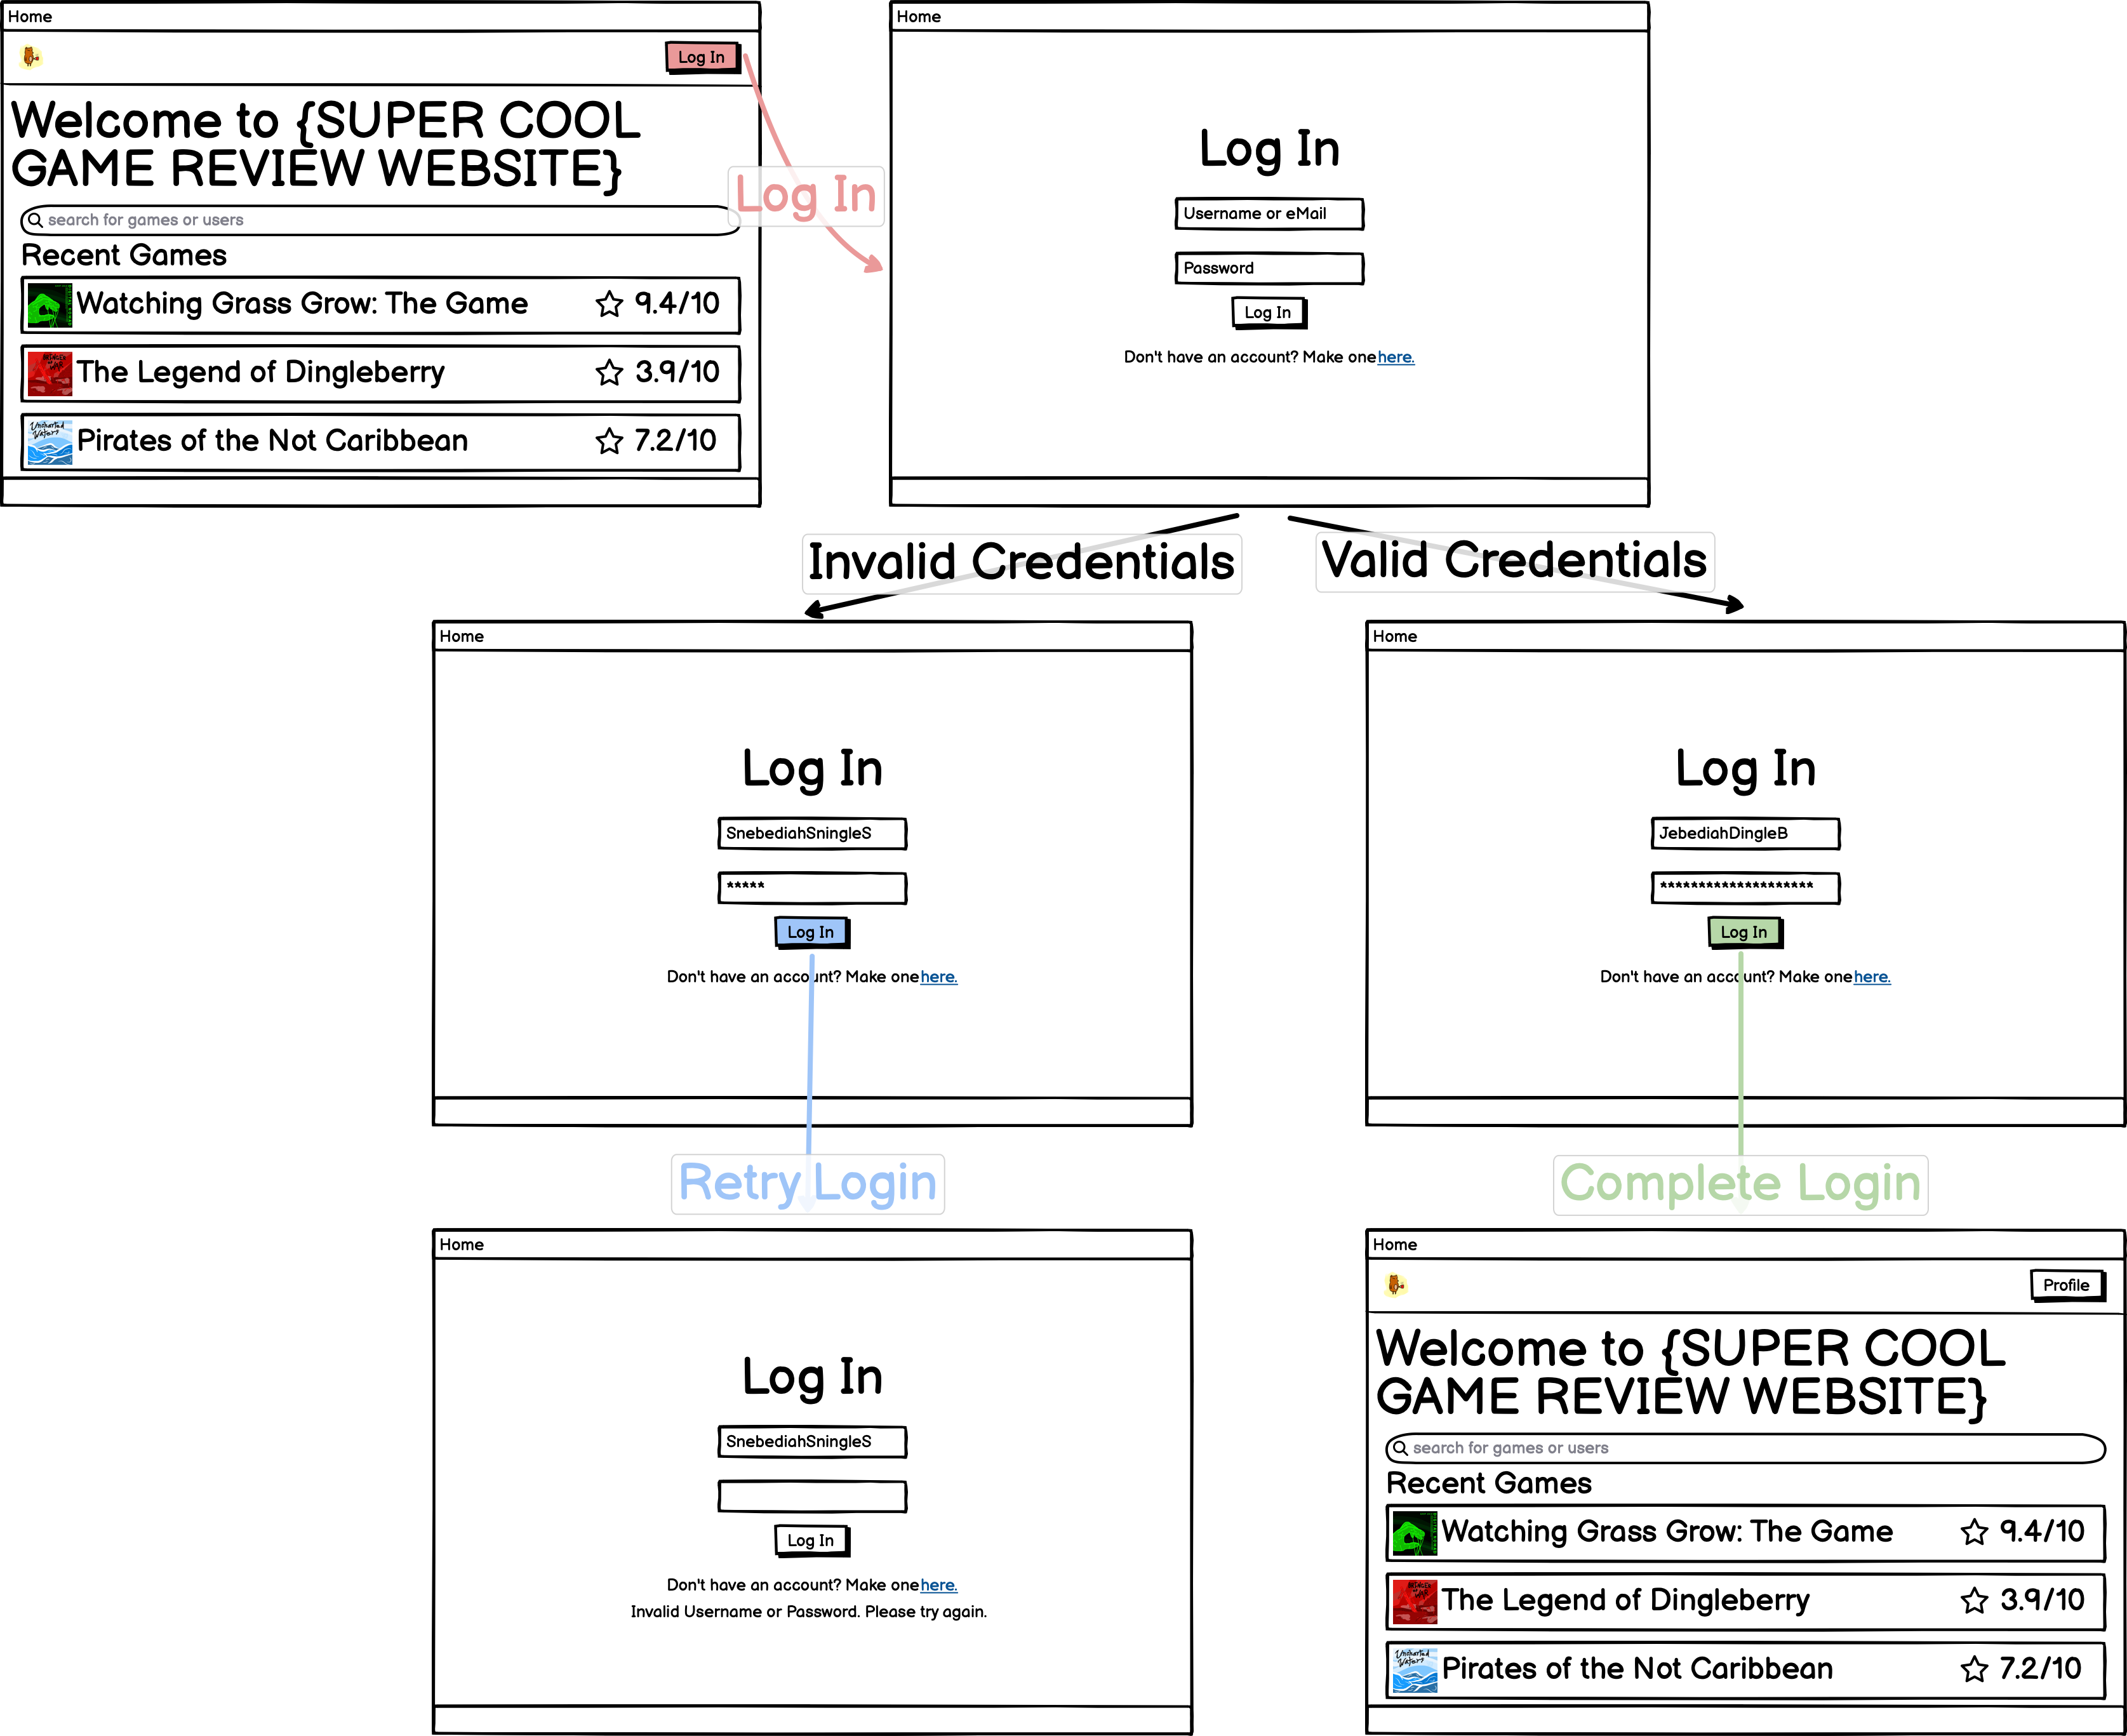 Home
Log In
Welcome to {SUPER COOL
GAME REVIEW WEBSITE}
search for games or users
Recent Games
Watching Grass Grow: The Game 9.4/10
The Legend of Dingleberry 3.9/10
Uncharted
Waters
Pirates of the Not Caribbean 7.2/10
Log In
Home
Log In
Username or eMail
Password
Log In
Don't have an account? Make one here.
Invalid Credentials
Valid Credentials
Home
Log In
SnebediahSningleS
*****
Log In
Don't have an account? Make one here.
Home
Log In
JebediahDingleB
********************
Log In
Don't have an account? Make one here.
Retry Login
Complete Login
Home
Log In
SnebediahSningleS
Log In
Don't have an account? Make one here.
Invalid Username or Password. Please try again.
Home
Profile
Welcome to {SUPER COOL
GAME REVIEW WEBSITE}
search for games or users
Recent Games
Watching Grass Grow: The Game 9.4/10
The Legend of Dingleberry 3.9/10
Uncharted
Waters
Pirates of the Not Caribbean 7.2/10